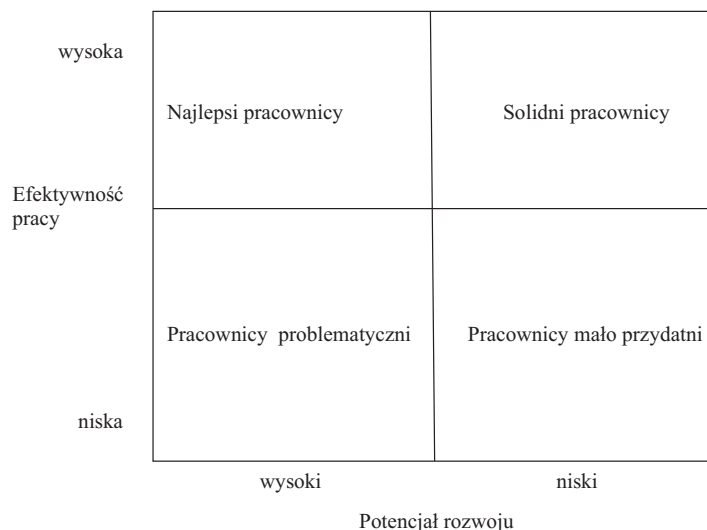 wysoka
Najlepsi pracownicy
Solidni pracownicy
Efektywność
pracy
Pracownicy problematyczni
Pracownicy mało przydatni
niska
wysoki
niski
Potencjał rozwoju